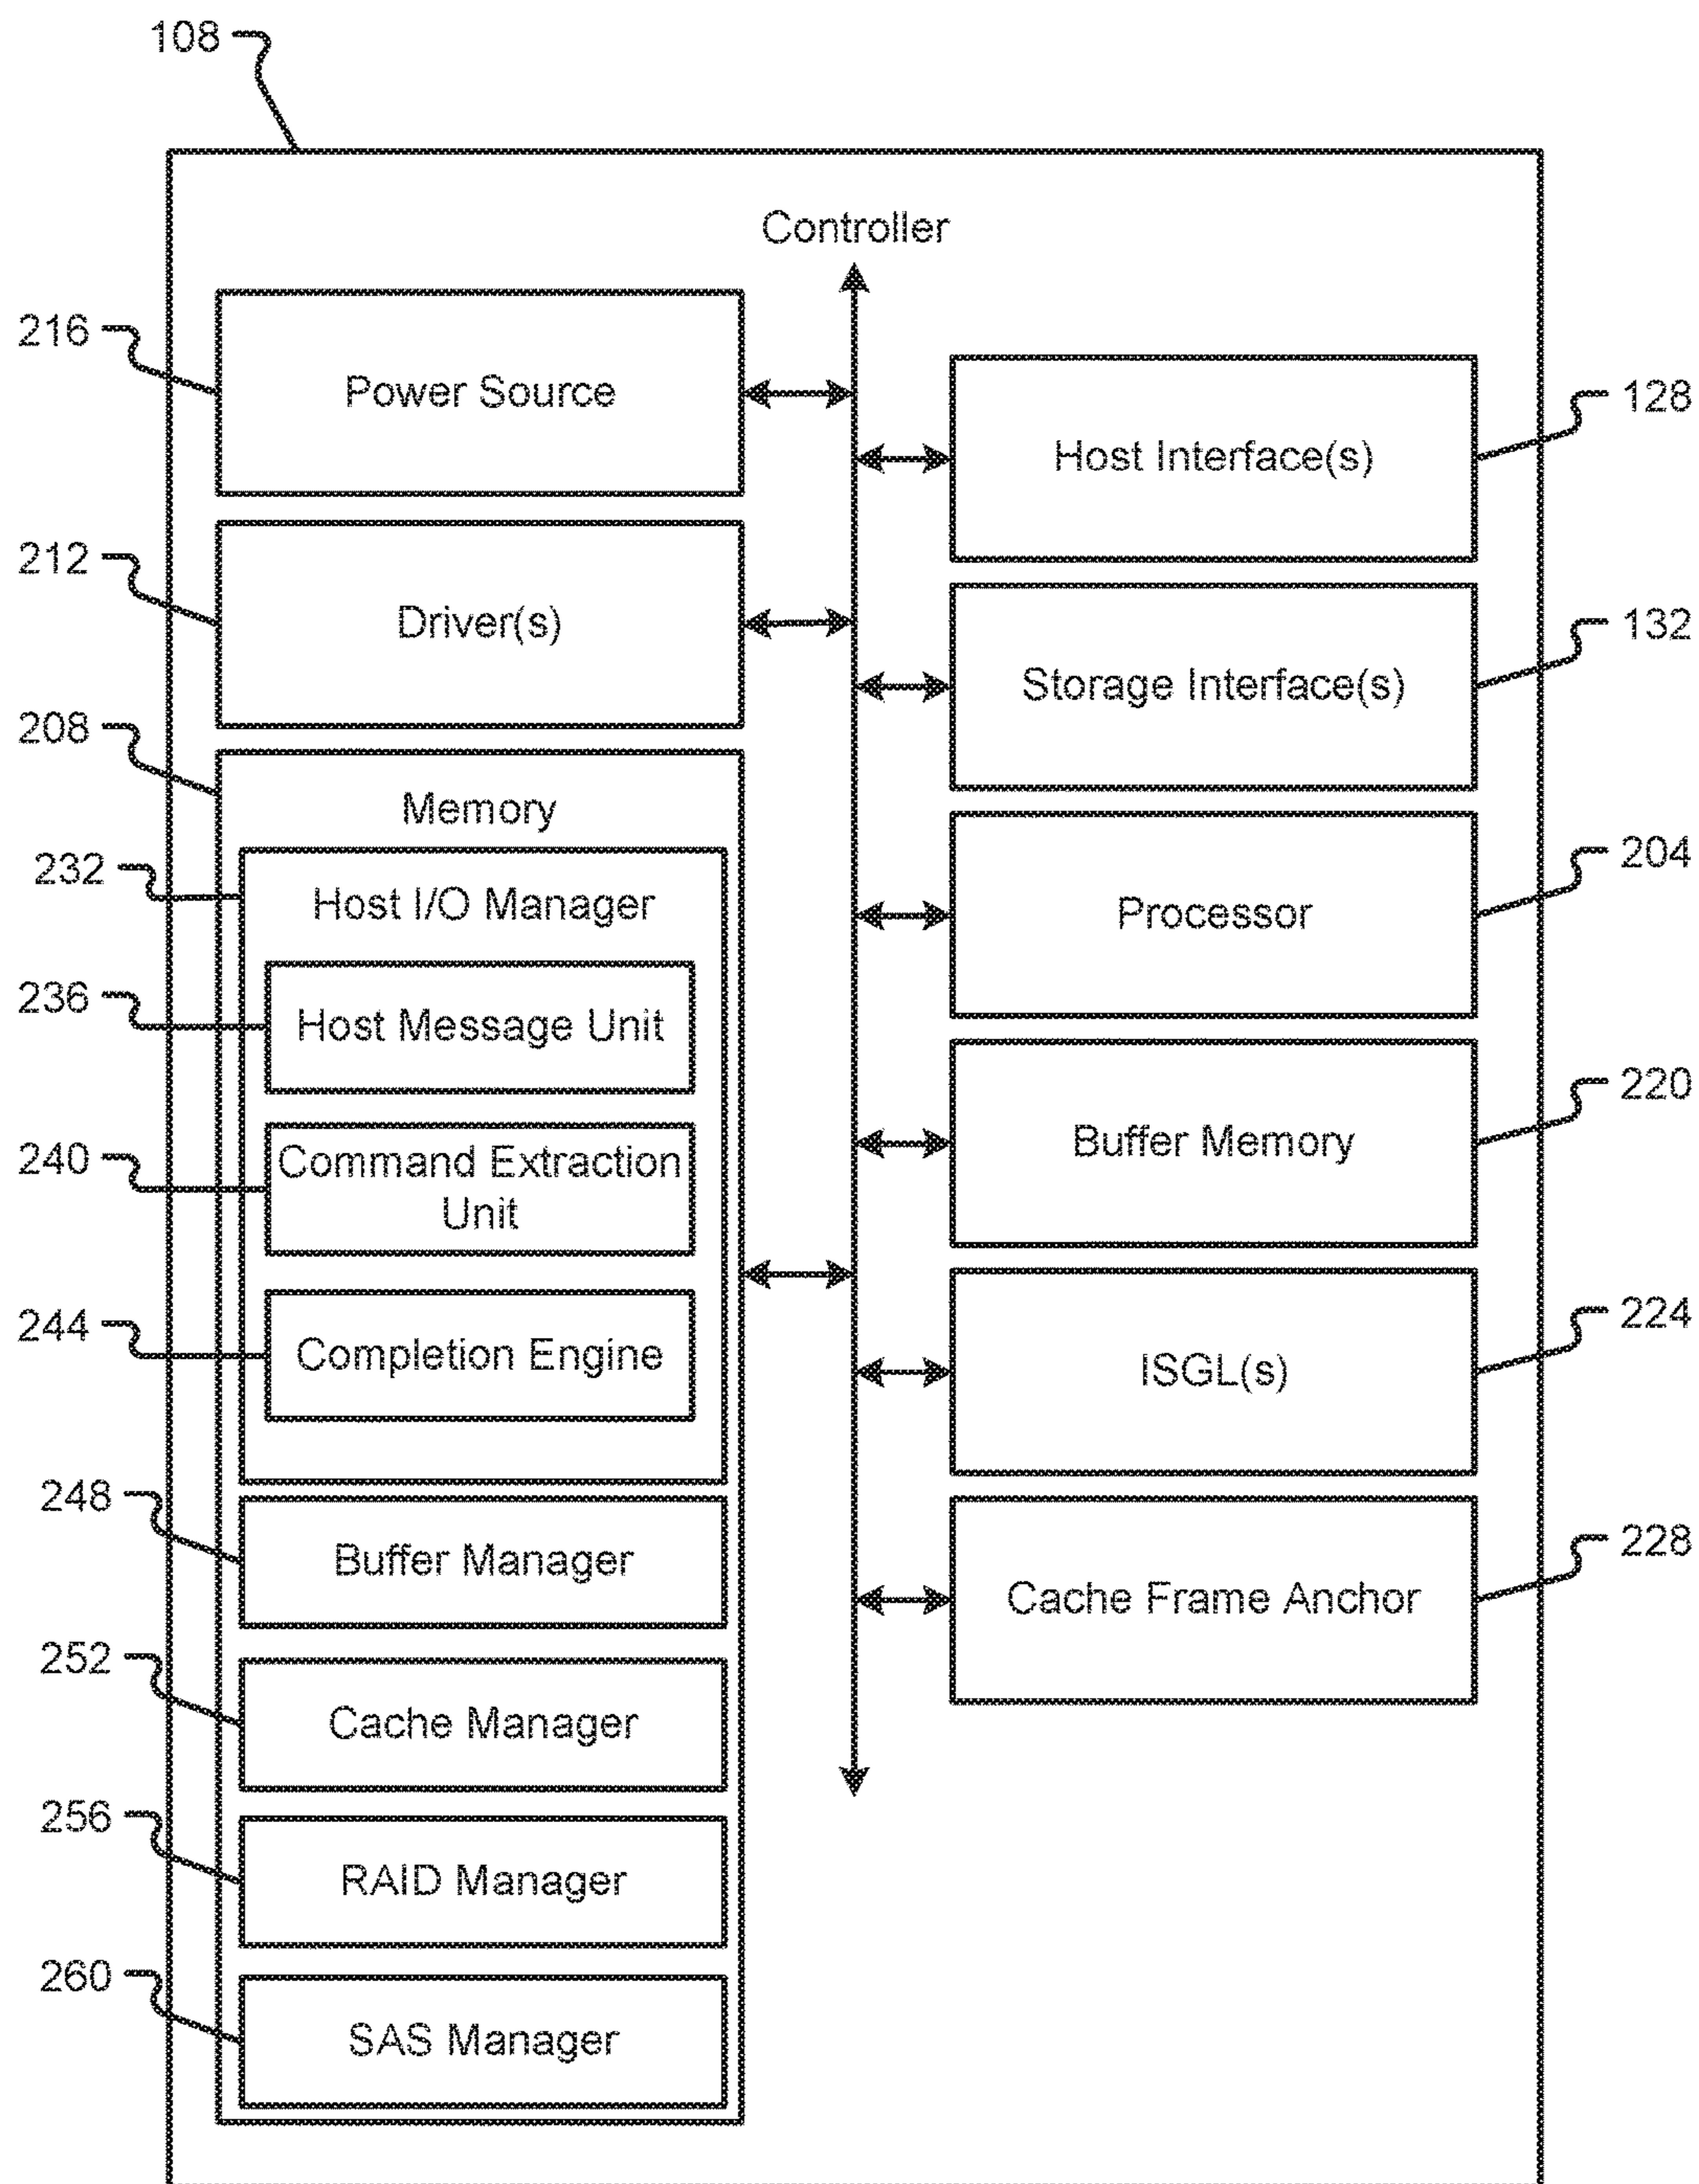 108
Controller
216
Power Source
128
Host Interface(s)
212
Driver(s)
132
Storage Interface(s)
208
Memory
204
Processor
232
Host I/O Manager
236
Host Message Unit
220
Buffer Memory
240
Command Extraction
Unit
244
Completion Engine
224
ISGL(s)
248
Buffer Manager
228
Cache Frame Anchor
252
Cache Manager
256
RAID Manager
260
SAS Manager